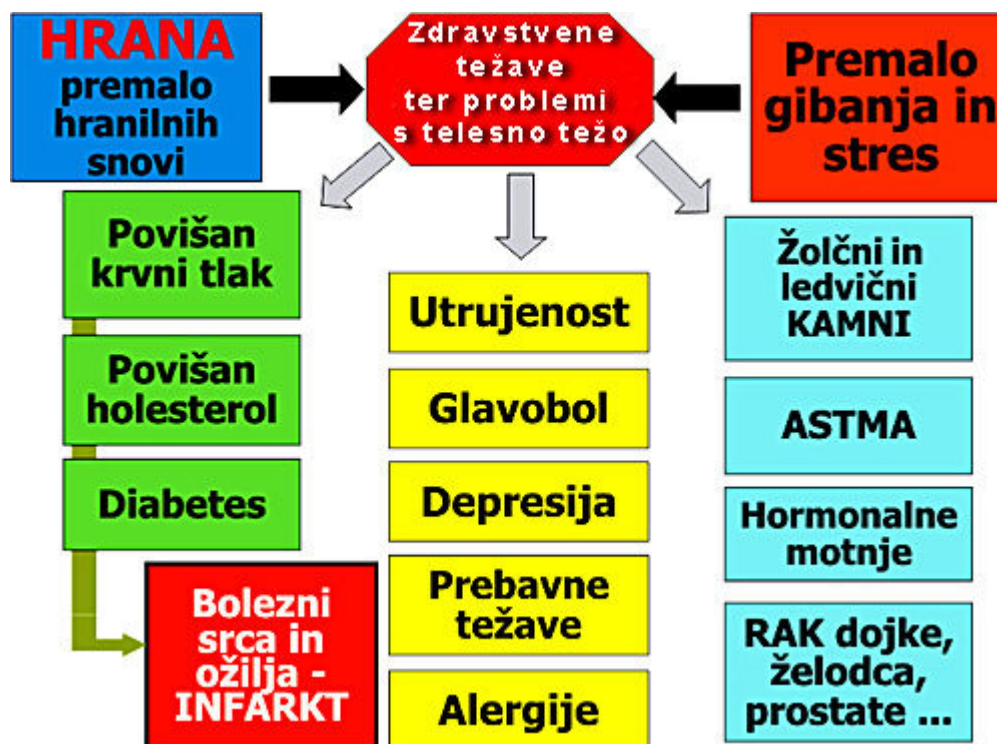 HRANA
premalo
hranilnih
snovi
Zdravstvene
težave
ter problemi
s telesno težo
Premalo
gibanja in
stres
Povišan
krvni tlak
Povišan
holesterol
Diabetes
Bolezni
srca in
ožilja -
INFARKT
Utrujenost
Glavobol
Depresija
Prebavne
težave
Alergije
Žolčni in
ledvični
KAMNI
ASTMA
Hormonalne
motnje
RAK dojke,
želodca,
prostate ...